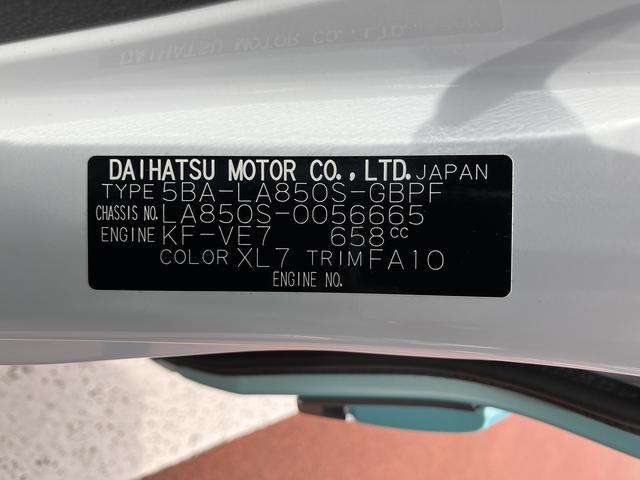 DAIHATSU MOTOR CO., LTD. JAPAN
TYPE 5BA-LA850S-GBPF
CHASSIS NO. LA850S-0056665
ENGINE KF-VE7 658cc
COLOR XL7 TRIM FA10
ENGINE NO.